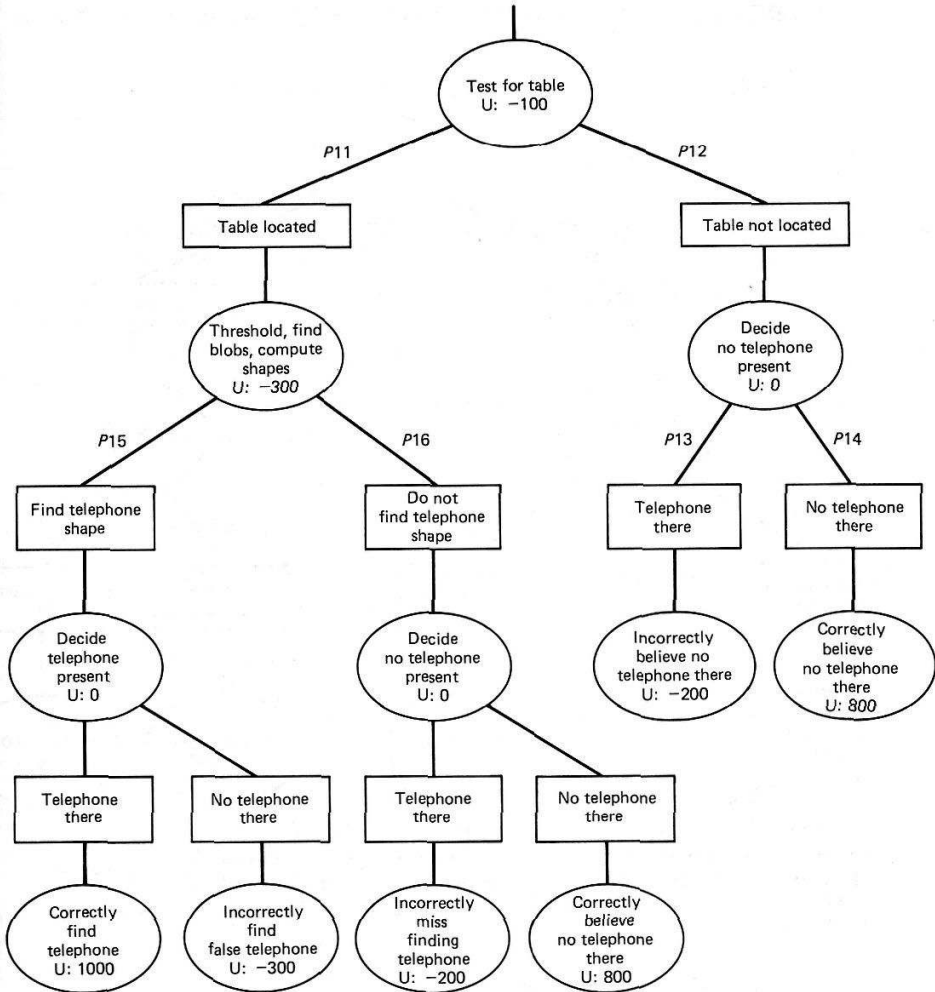 Test for table
U: −100
P11
P12
Table located
Table not located
Threshold, find
blobs, compute
shapes
U: −300
Decide
no telephone
present
U: 0
P15
P16
P13
P14
Find telephone
shape
Do not
find telephone
shape
Telephone
there
No telephone
there
Decide
telephone
present
U: 0
Decide
no telephone
present
U: 0
Incorrectly
believe no
telephone there
U: −200
Correctly
believe
no telephone
there
U: 800
Telephone
there
No telephone
there
Telephone
there
No telephone
there
Correctly
find
telephone
U: 1000
Incorrectly
find
false telephone
U: −300
Incorrectly
miss
finding
telephone
U: −200
Correctly
believe
no telephone
there
U: 800